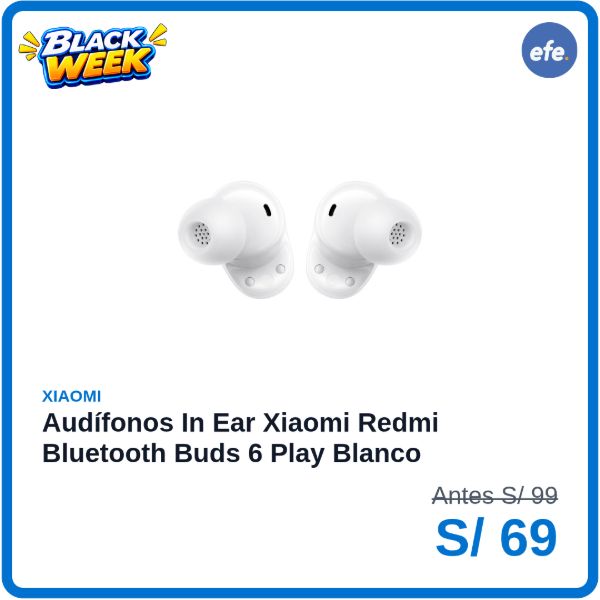 BLACK
WEEK
efe.
XIAOMI
Audífonos In Ear Xiaomi Redmi
Bluetooth Buds 6 Play Blanco
Antes S/ 99
S/ 69